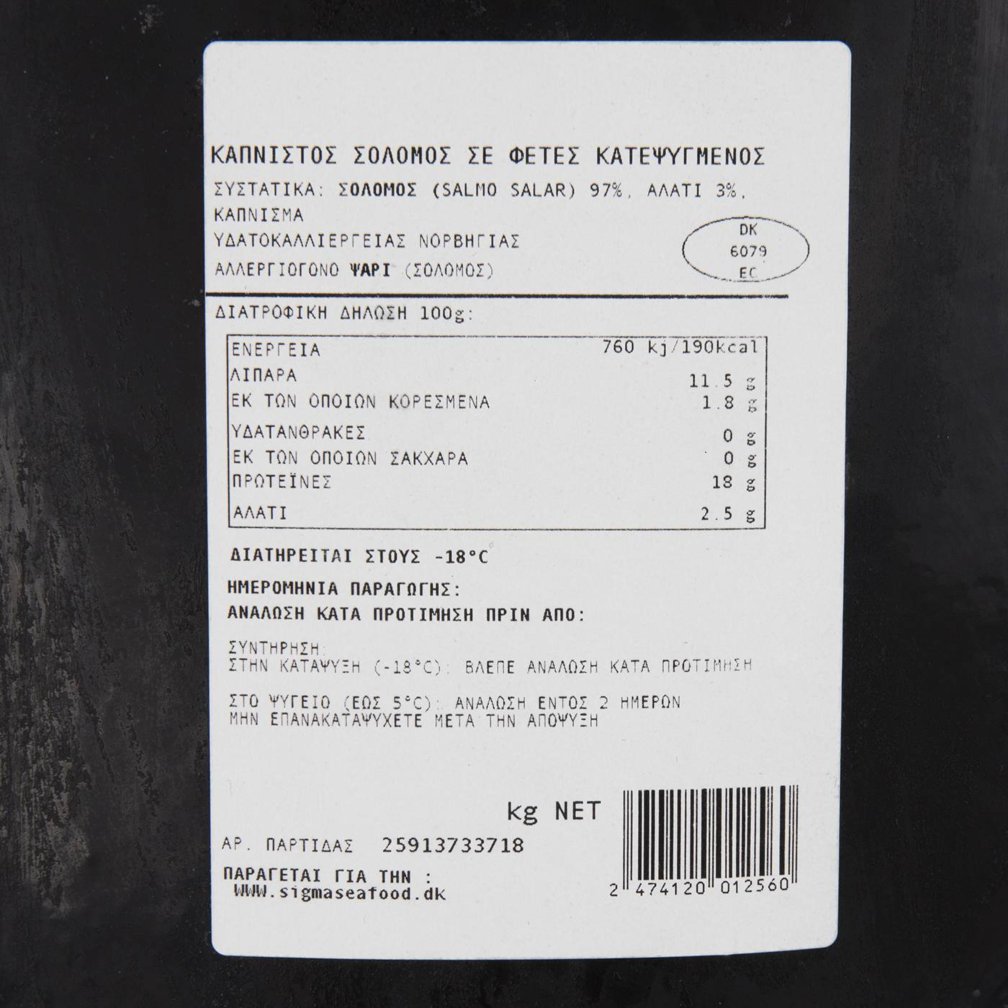 ΚΑΠΝΙΣΤΟΣ ΣΟΛΟΜΟΣ ΣΕ ΦΕΤΕΣ ΚΑΤΕΨΥΓΜΕΝΟΣ
ΣΥΣΤΑΤΙΚΑ: ΣΟΛΟΜΟΣ (SALMO SALAR) 97%, ΑΛΑΤΙ 3%,
ΚΑΠΝΙΣΜΑ
ΥΔΑΤΟΚΑΛΛΙΕΡΓΕΙΑΣ ΝΟΡΒΗΓΙΑΣ
ΑΛΛΕΡΓΙΟΓΟΝΟ ΨΑΡΙ (ΣΟΛΟΜΟΣ)
DK
6079
EC
ΔΙΑΤΡΟΦΙΚΗ ΔΗΛΩΣΗ 100g:
ΕΝΕΡΓΕΙΑ 760 kj/190kcal
ΛΙΠΑΡΑ 11.5 g
ΕΚ ΤΩΝ ΟΠΟΙΩΝ ΚΟΡΕΣΜΕΝΑ 1.8 g
ΥΔΑΤΑΝΘΡΑΚΕΣ 0 g
ΕΚ ΤΩΝ ΟΠΟΙΩΝ ΣΑΚΧΑΡΑ 0 g
ΠΡΩΤΕΪΝΕΣ 18 g
ΑΛΑΤΙ 2.5 g
ΔΙΑΤΗΡΕΙΤΑΙ ΣΤΟΥΣ -18°C
ΗΜΕΡΟΜΗΝΙΑ ΠΑΡΑΓΩΓΗΣ:
ΑΝΑΛΩΣΗ ΚΑΤΑ ΠΡΟΤΙΜΗΣΗ ΠΡΙΝ ΑΠΟ:
ΣΥΝΤΗΡΗΣΗ:
ΣΤΗΝ ΚΑΤΑΨΥΞΗ (-18°C): ΒΛΕΠΕ ΑΝΑΛΩΣΗ ΚΑΤΑ ΠΡΟΤΙΜΗΣΗ
ΣΤΟ ΨΥΓΕΙΟ (ΕΩΣ 5°C): ΑΝΑΛΩΣΗ ΕΝΤΟΣ 2 ΗΜΕΡΩΝ
ΜΗΝ ΕΠΑΝΑΚΑΤΑΨΥΧΕΤΕ ΜΕΤΑ ΤΗΝ ΑΠΟΨΥΞΗ
kg NET
ΑΡ. ΠΑΡΤΙΔΑΣ 25913733718
ΠΑΡΑΓΕΤΑΙ ΓΙΑ ΤΗΝ :
WWW.sigmaseafood.dk
2 474120 012560